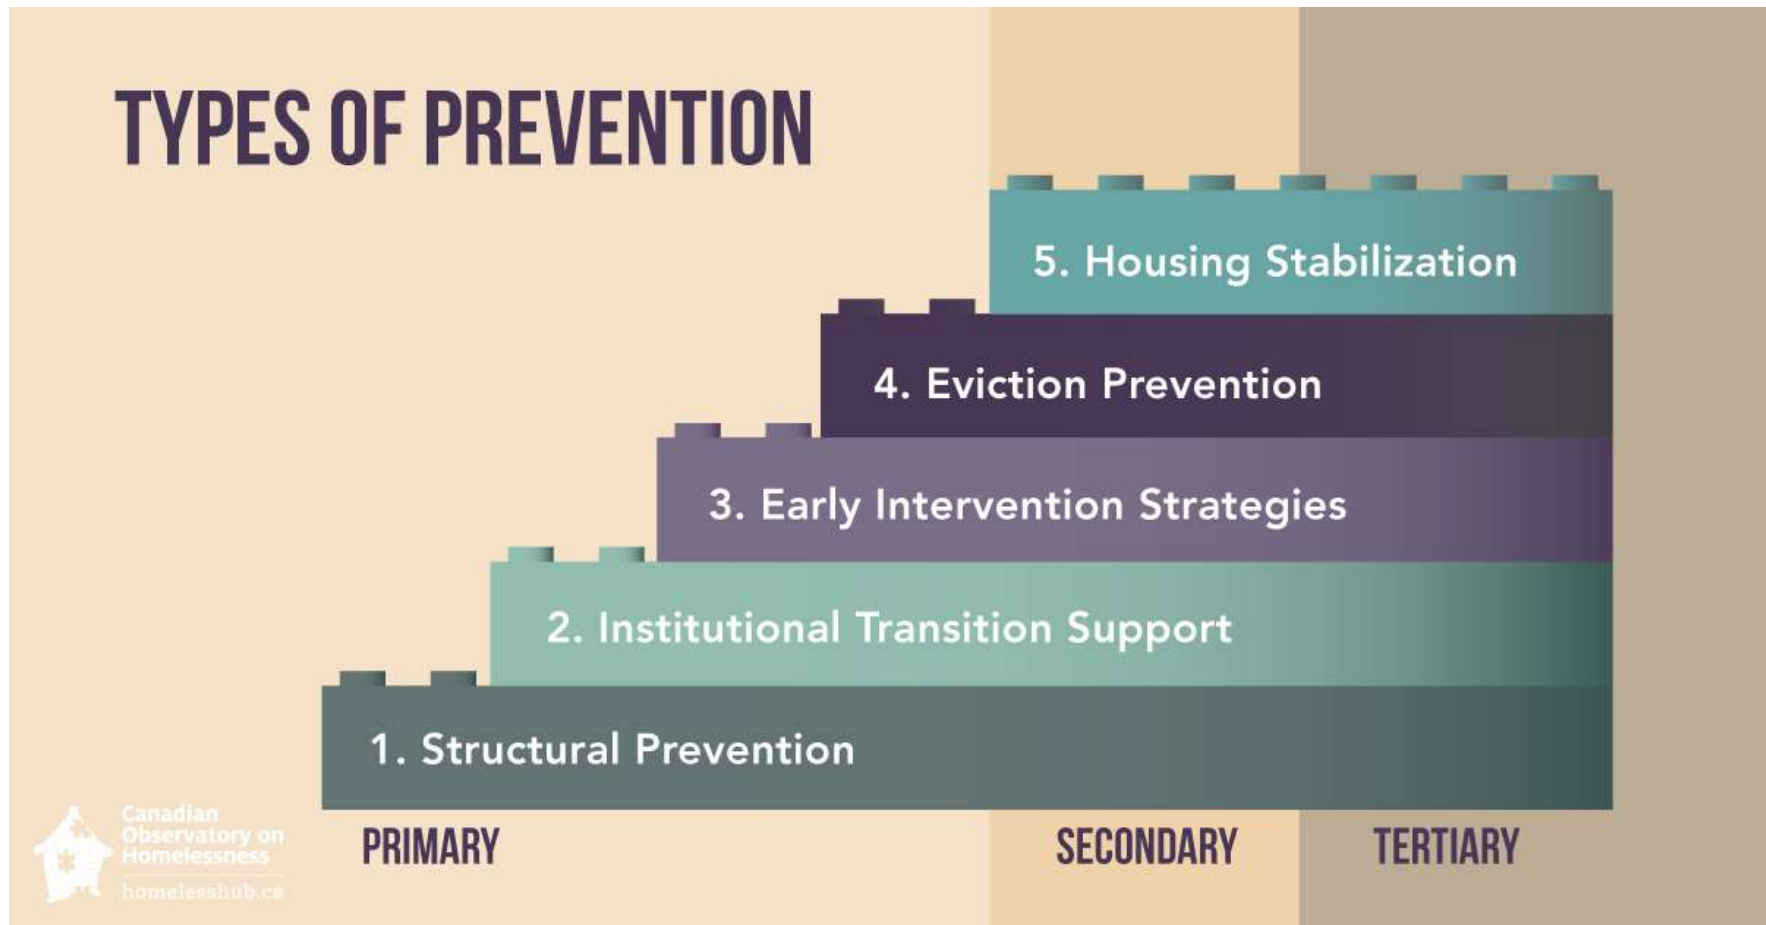 TYPES OF PREVENTION
5. Housing Stabilization
4. Eviction Prevention
3. Early Intervention Strategies
2. Institutional Transition Support
1. Structural Prevention
PRIMARY
SECONDARY
TERTIARY
Canadian
Observatory on
Homelessness
homelesshub.ca